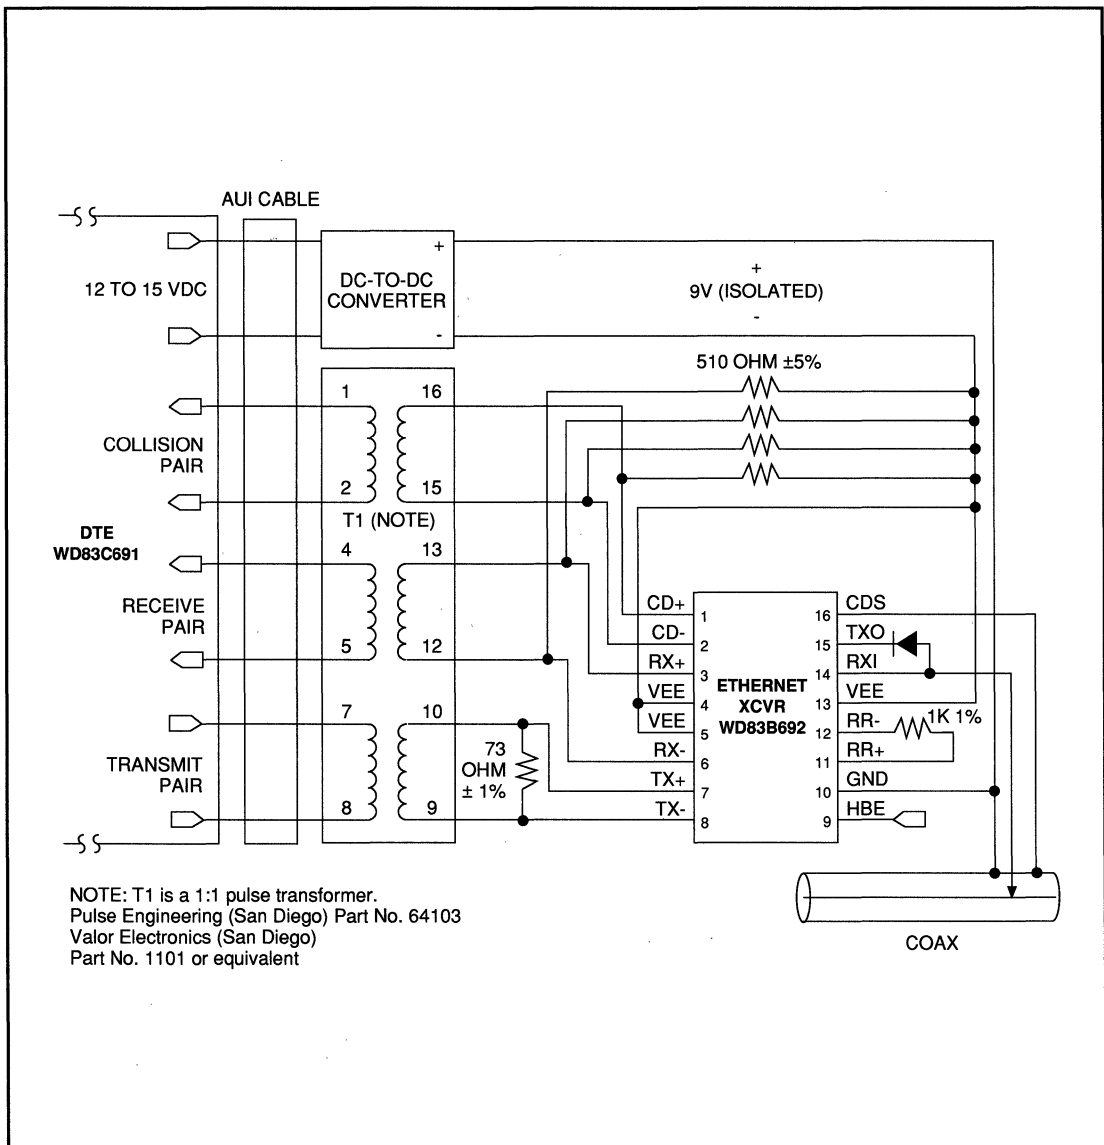 AUI CABLE
12 TO 15 VDC
DC-TO-DC
CONVERTER
+
-
+
9V (ISOLATED)
-
510 OHM ±5%
COLLISION
PAIR
1
2
16
15
T1 (NOTE)
DTE
WD83C691
RECEIVE
PAIR
4
5
13
12
TRANSMIT
PAIR
7
8
10
9
73
OHM
± 1%
CD+
CD-
RX+
VEE
VEE
RX-
TX+
TX-
1
2
3
4
5
6
7
8
ETHERNET
XCVR
WD83B692
16
15
14
13
12
11
10
9
CDS
TXO
RXI
VEE
RR-
RR+
GND
HBE
1K 1%
COAX
NOTE: T1 is a 1:1 pulse transformer.
Pulse Engineering (San Diego) Part No. 64103
Valor Electronics (San Diego)
Part No. 1101 or equivalent